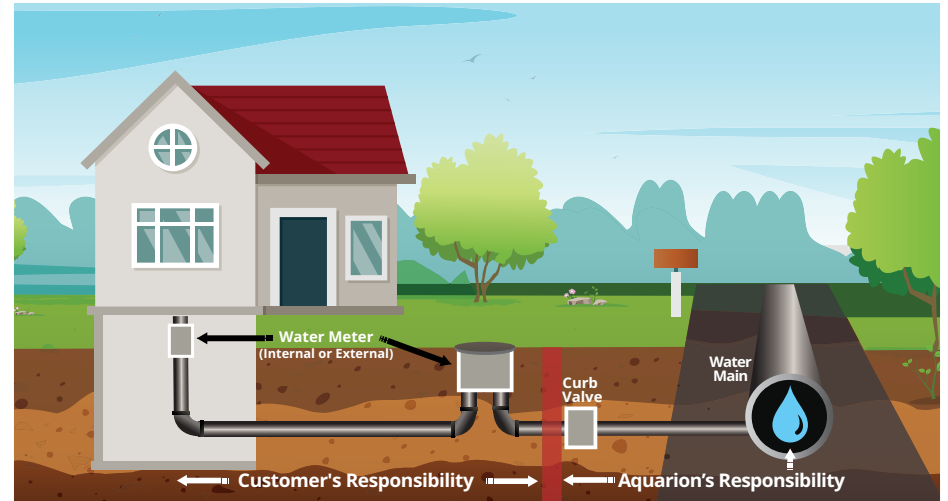 Water Meter
(Internal or External)
Curb
Valve
Water
Main
Customer's Responsibility
Aquarion’s Responsibility